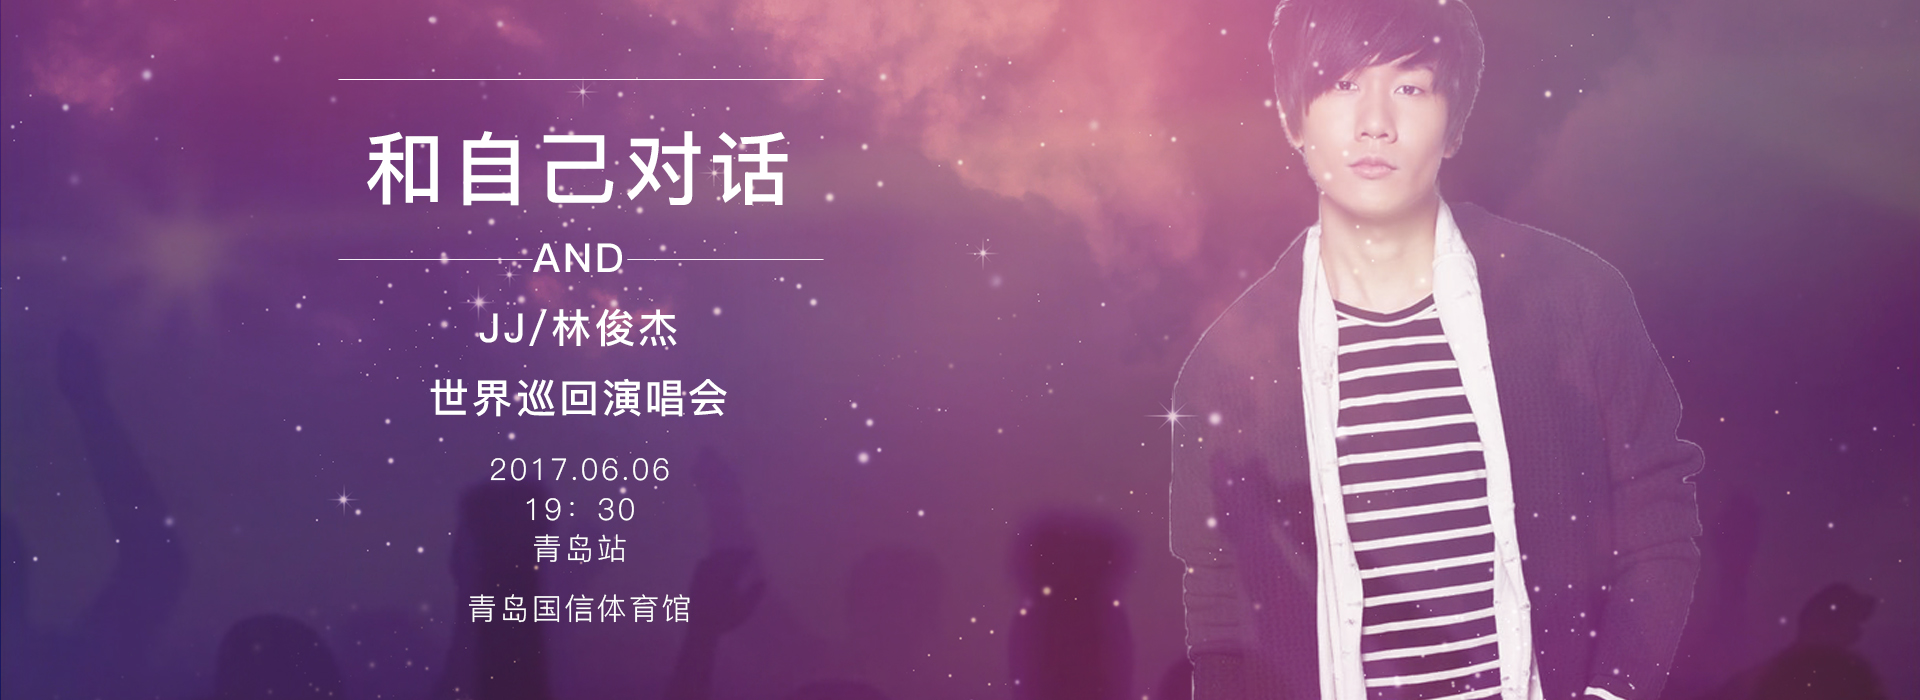 和自己对话
AND
JJ/林俊杰
世界巡回演唱会
2017.06.06
19：30
青岛站
青岛国信体育馆